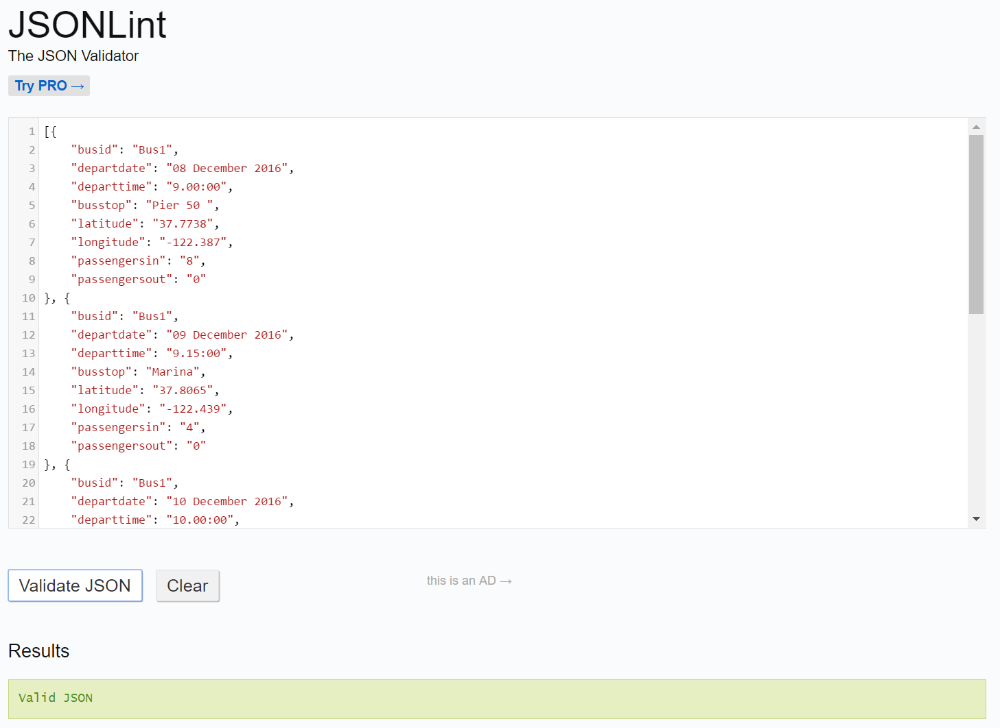 JSONLint
The JSON Validator
Try PRO →
1 [{
2 "busid": "Bus1",
3 "departdate": "08 December 2016",
4 "departtime": "9.00:00",
5 "busstop": "Pier 50 ",
6 "latitude": "37.7738",
7 "longitude": "-122.387",
8 "passengersin": "8",
9 "passengersout": "0"
10 }, {
11 "busid": "Bus1",
12 "departdate": "09 December 2016",
13 "departtime": "9.15:00",
14 "busstop": "Marina",
15 "latitude": "37.8065",
16 "longitude": "-122.439",
17 "passengersin": "4",
18 "passengersout": "0"
19 }, {
20 "busid": "Bus1",
21 "departdate": "10 December 2016",
22 "departtime": "10.00:00",
Validate JSON Clear this is an AD →
Results
Valid JSON